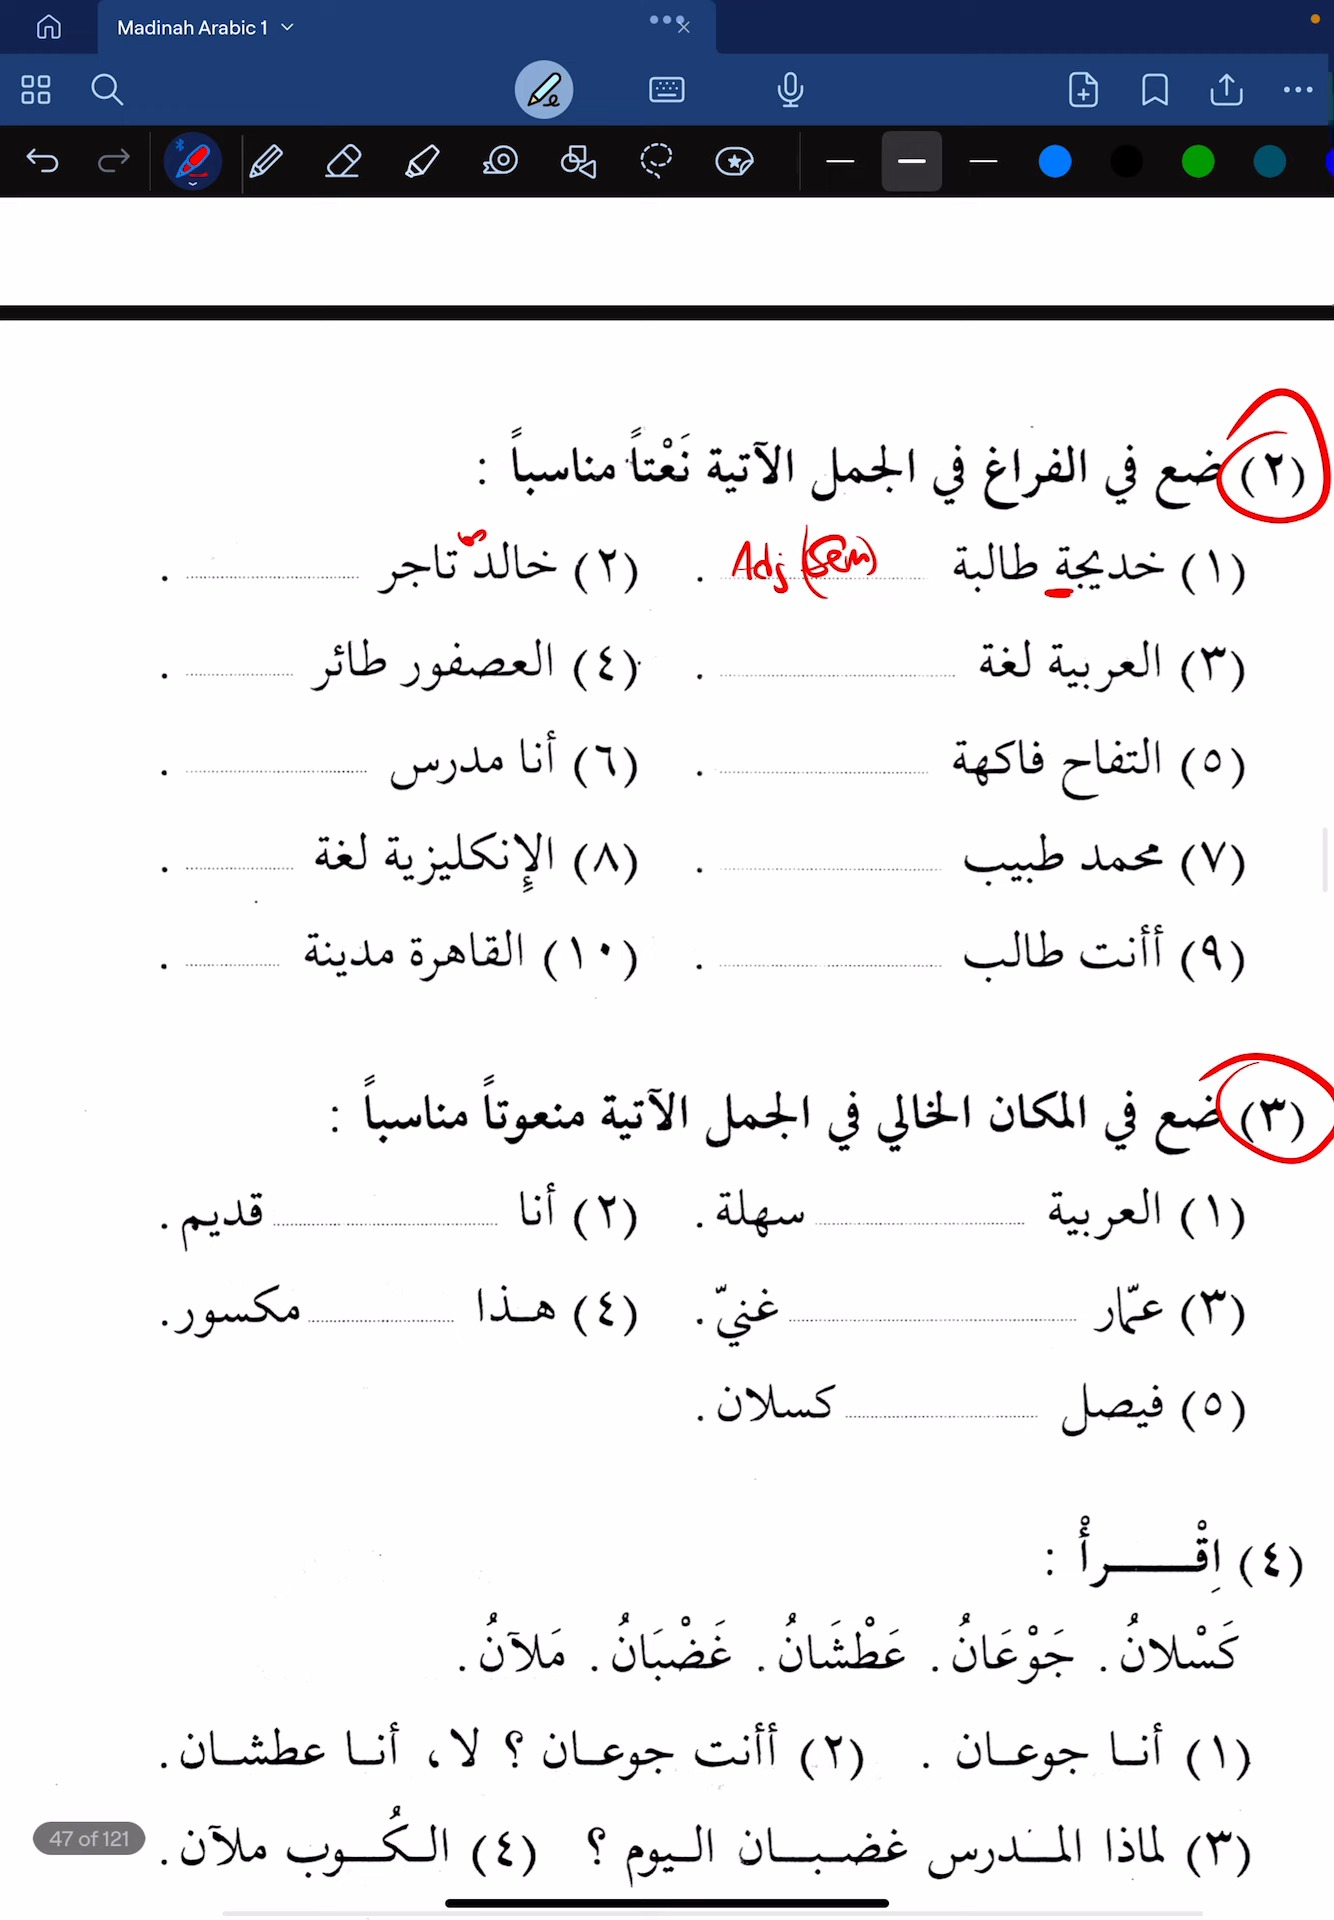 Madinah Arabic 1
(٢) ضع في الفراغ في الجمل الآتية نَعْتاً مناسباً :
(١) خديجة طالبة .................... . (٢) خالدٌ تاجر .................... .
Adj (fem)
(٣) العربية لغة .................... . (٤) العصفور طائر .................... .
(٥) التفاح فاكهة .................... . (٦) أنا مدرس .................... .
(٧) محمد طبيب .................... . (٨) الإنكليزية لغة .................... .
(٩) أأنت طالب .................... . (١٠) القاهرة مدينة .................... .
(٣) ضع في المكان الخالي في الجمل الآتية منعوتاً مناسباً :
(١) العربية .................... سهلة . (٢) أنا .................... قديم .
(٣) عمّار .................... غنيّ . (٤) هـذا .................... مكسور .
(٥) فيصل .................... كسلان .
(٤) اِقْـــرأْ :
كَسْلانُ . جَوْعَانُ . عَطْشَانُ . غَضْبَانُ . مَلآنُ .
(١) أنـا جوعـان . (٢) أأنت جوعـان ؟ لا ، أنـا عطشـان .
(٣) لماذا المـدرس غضبـان اليـوم ؟ (٤) الـكُـوب ملآن .
47 of 121